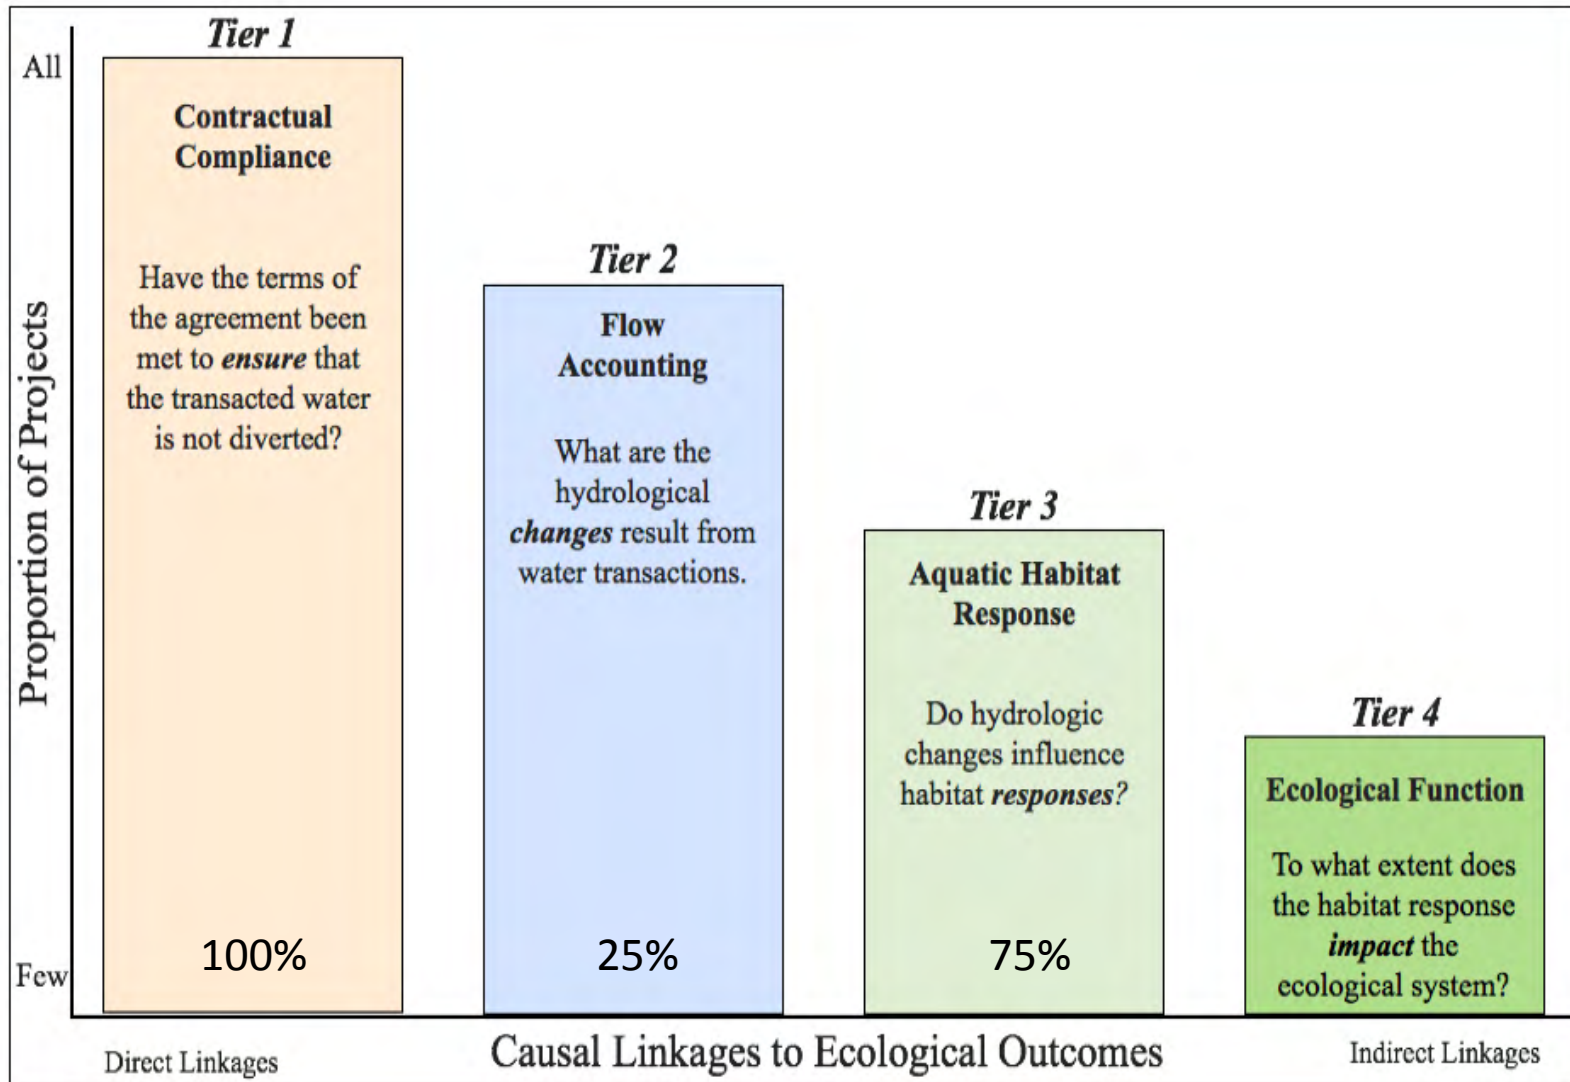 Proportion of Projects
All
Few
Tier 1
Contractual
Compliance
Have the terms of
the agreement been
met to ensure that
the transacted water
is not diverted?
100%
Tier 2
Flow
Accounting
What are the
hydrological
changes result from
water transactions.
25%
Tier 3
Aquatic Habitat
Response
Do hydrologic
changes influence
habitat responses?
75%
Tier 4
Ecological Function
To what extent does
the habitat response
impact the
ecological system?
Direct Linkages
Causal Linkages to Ecological Outcomes
Indirect Linkages